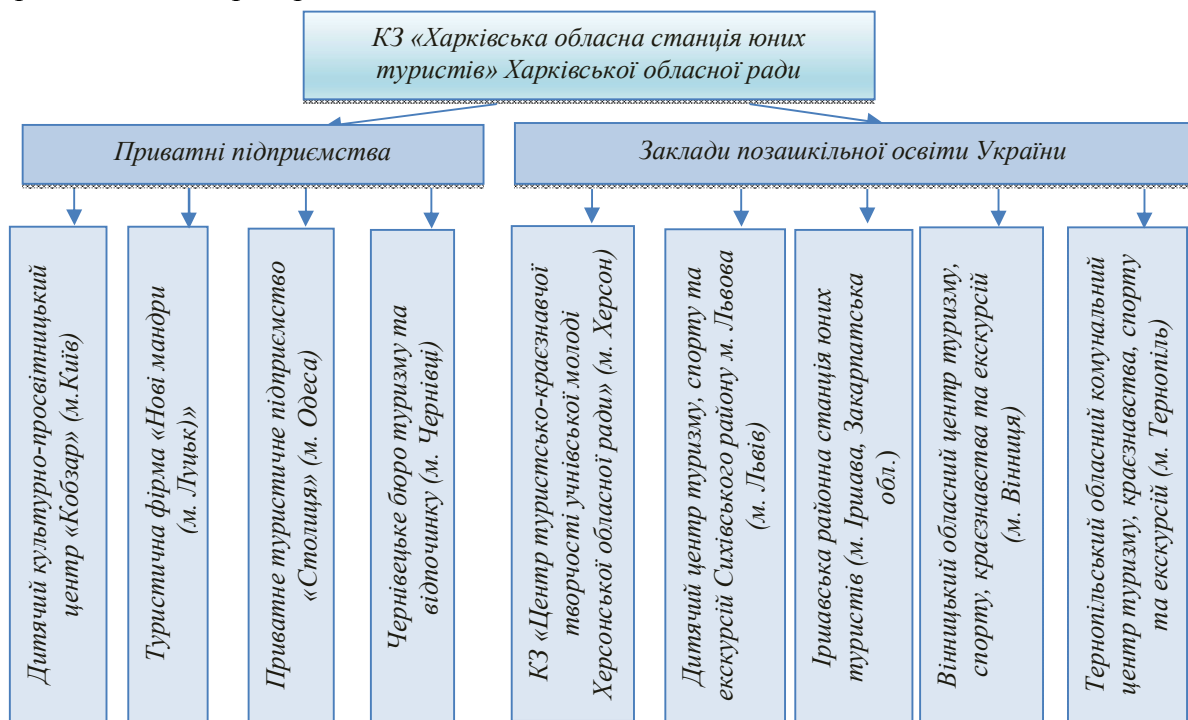 КЗ «Харківська обласна станція юних
туристів» Харківської обласної ради
Приватні підприємства
Заклади позашкільної освіти України
Дитячий культурно-просвітницький
центр «Кобзар» (м.Київ)
Туристична фірма «Нові мандри
(м. Луцьк)»
Приватне туристичне підприємство
«Столиця» (м. Одеса)
Чернівецьке бюро туризму та
відпочинку (м. Чернівці)
КЗ «Центр туристсько-краєзнавчої
творчості учнівської молоді
Херсонської обласної ради» (м. Херсон)
Дитячий центр туризму, спорту та
екскурсій Сихівського району м. Львова
(м. Львів)
Іршавська районна станція юних
туристів (м. Іршава, Закарпатська
обл.)
Вінницький обласний центр туризму,
спорту, краєзнавства та екскурсій
(м. Вінниця)
Тернопільський обласний комунальний
центр туризму, краєзнавства, спорту
та екскурсій (м. Тернопіль)